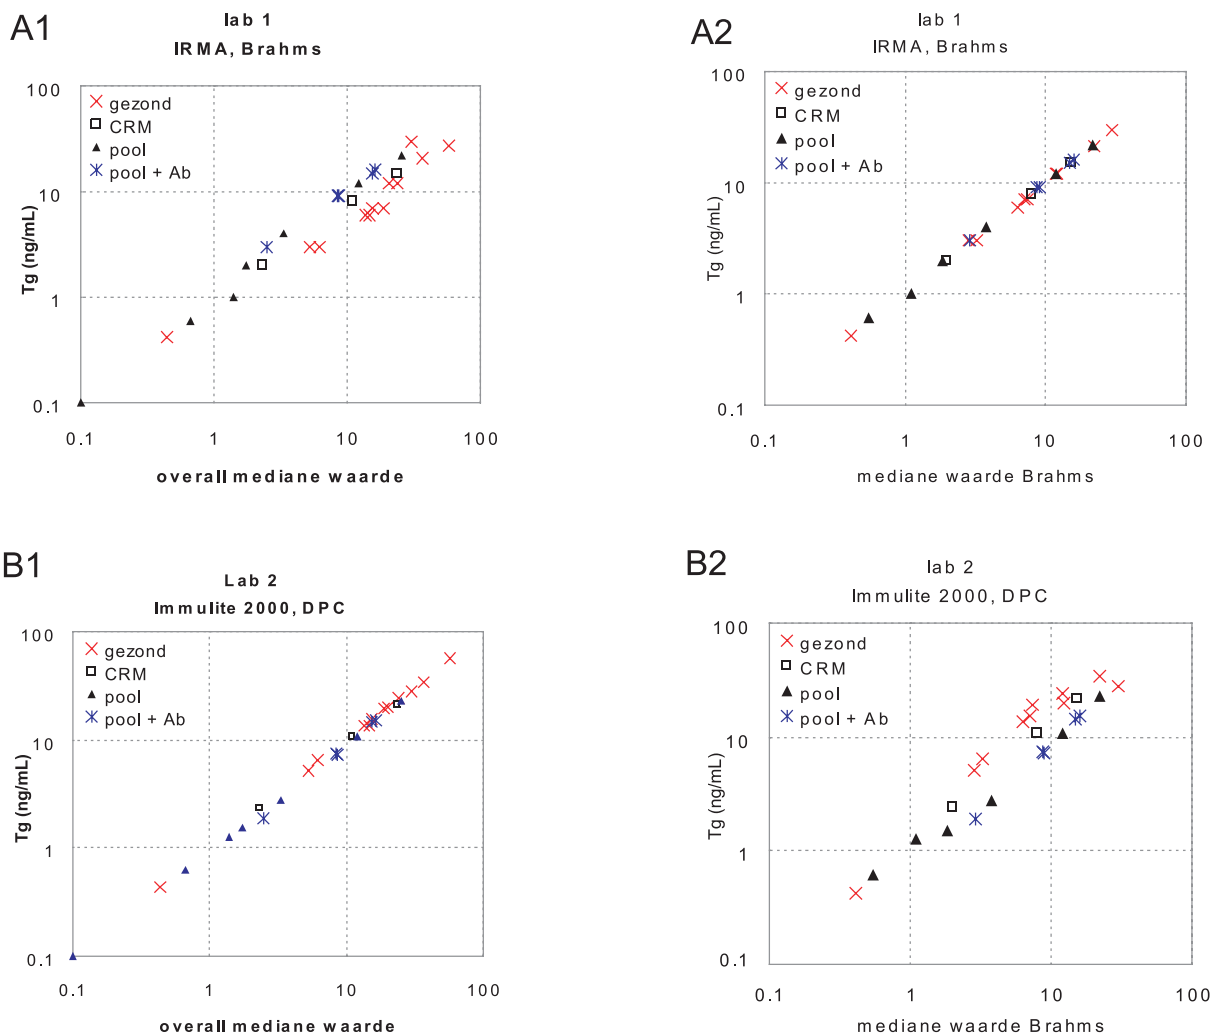 A1
lab 1
IRMA, Brahms
100
10
1
0.1
Tg (ng/mL)
gezond
CRM
pool
pool + Ab
0.1
1
10
100
overall mediane waarde
A2
lab 1
IRMA, Brahms
100
10
1
0.1
Tg (ng/mL)
gezond
CRM
pool
pool + Ab
0.1
1
10
100
mediane waarde Brahms
B1
Lab 2
Immulite 2000, DPC
100
10
1
0.1
Tg (ng/mL)
gezond
CRM
pool
pool + Ab
0.1
1
10
100
overall mediane waarde
B2
lab 2
Immulite 2000, DPC
100
10
1
0.1
Tg (ng/mL)
gezond
CRM
pool
pool + Ab
0.1
1
10
100
mediane waarde Brahms